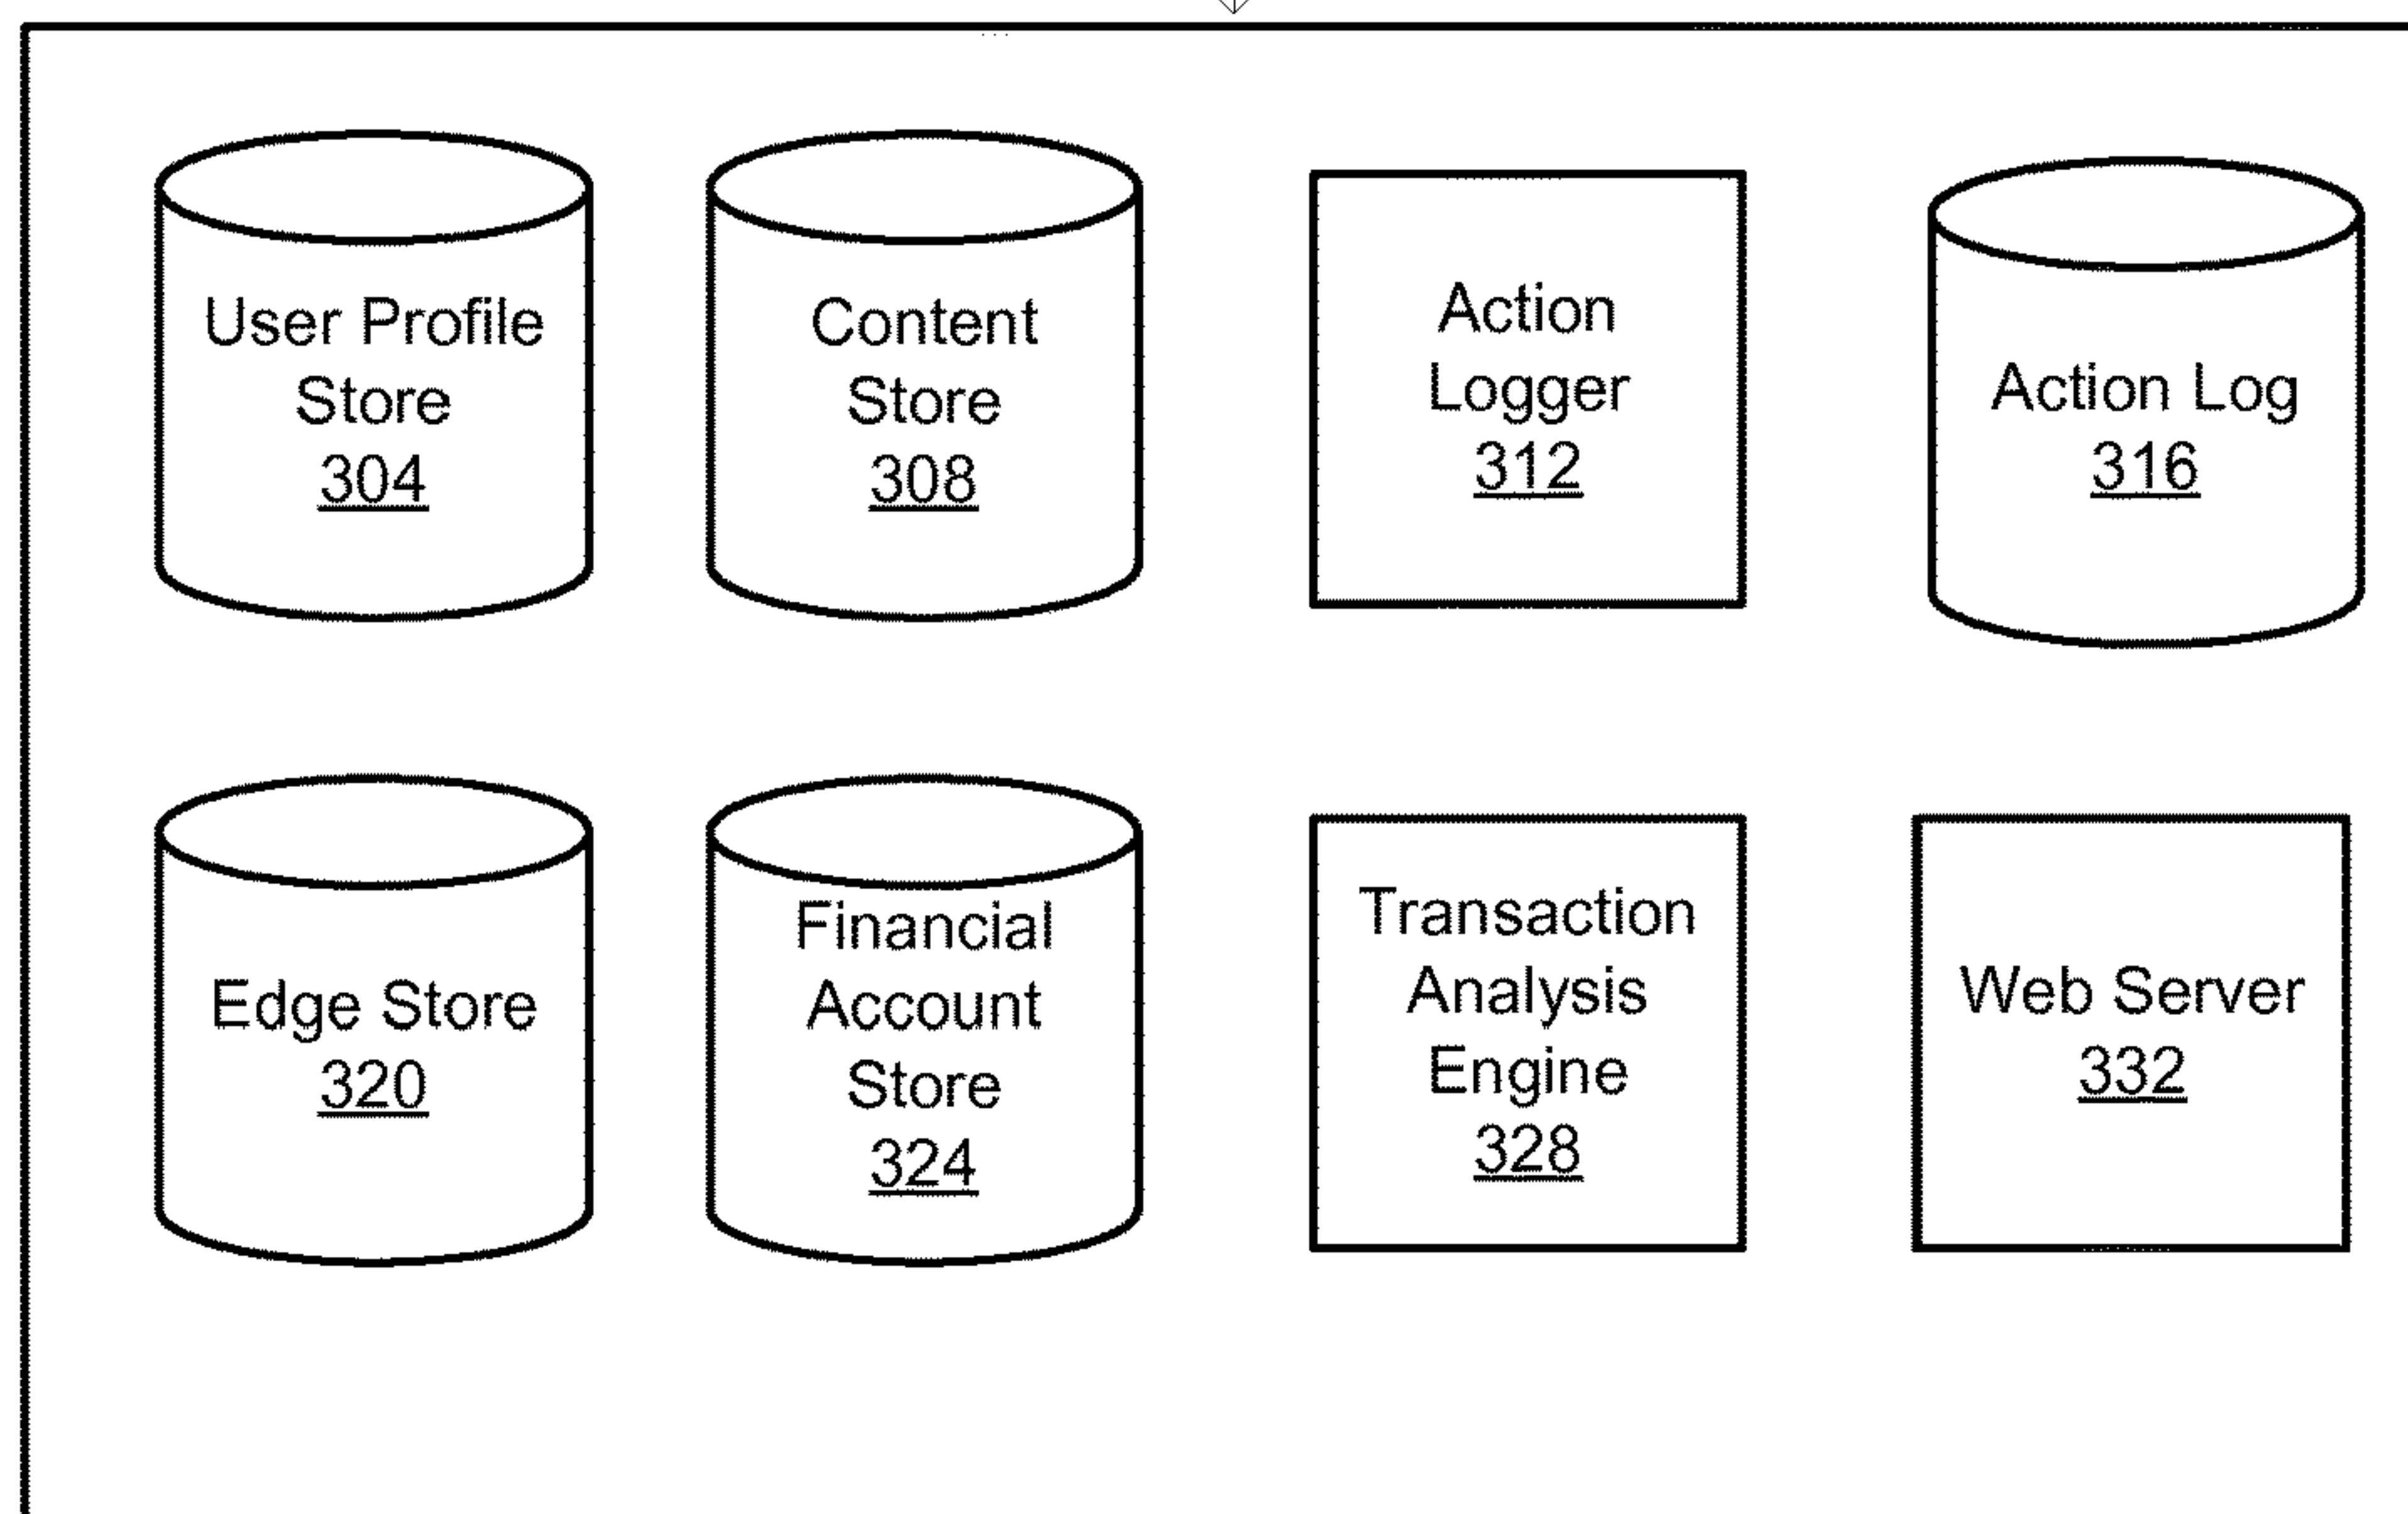 User Profile
Store
304
Content
Store
308
Action
Logger
312
Action Log
316
Edge Store
320
Financial
Account
Store
324
Transaction
Analysis
Engine
328
Web Server
332